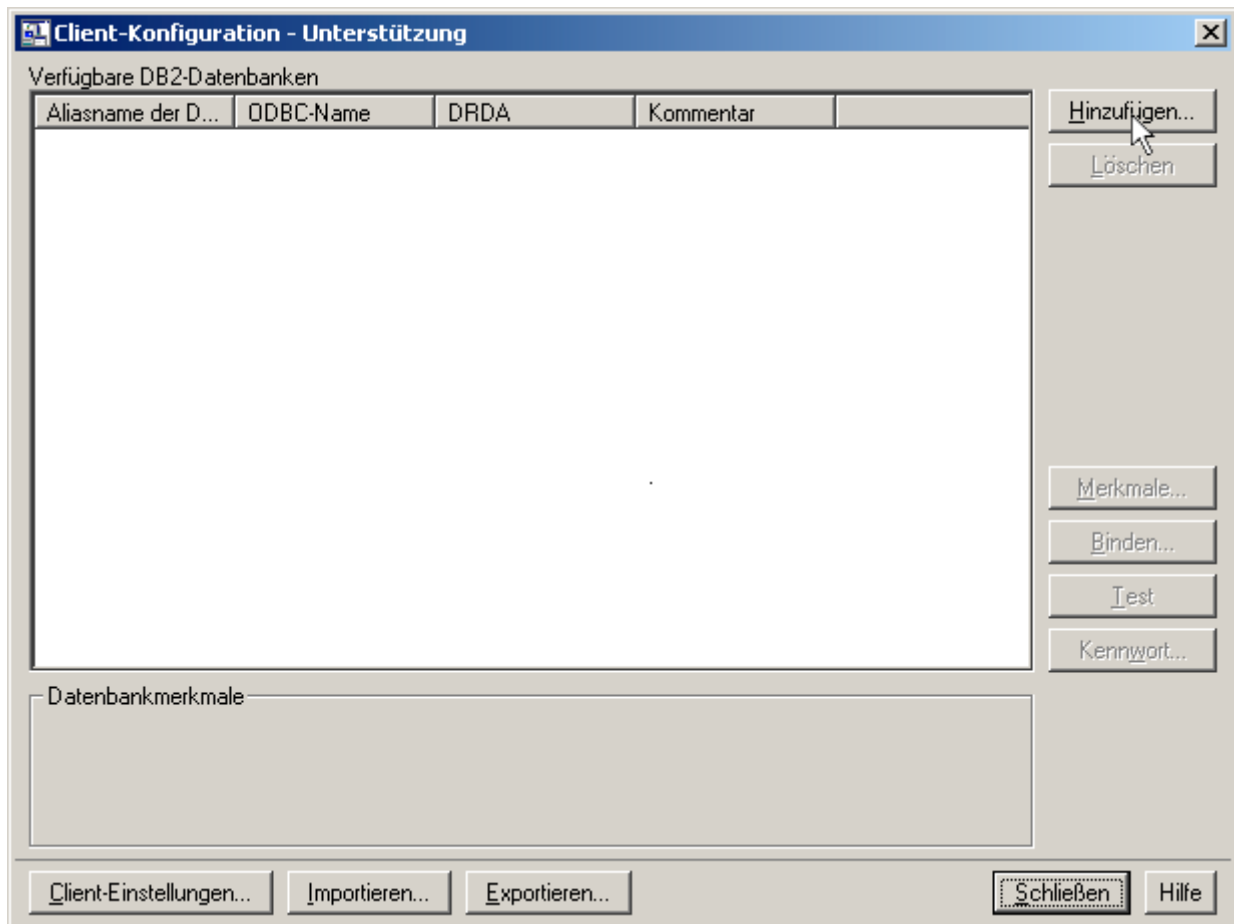 Client-Konfiguration - Unterstützung
Verfügbare DB2-Datenbanken
Aliasname der D... ODBC-Name DRDA Kommentar
Hinzufügen...
Löschen
Merkmale...
Binden...
Test
Kennwort...
Datenbankmerkmale
Client-Einstellungen... Importieren... Exportieren... Schließen Hilfe